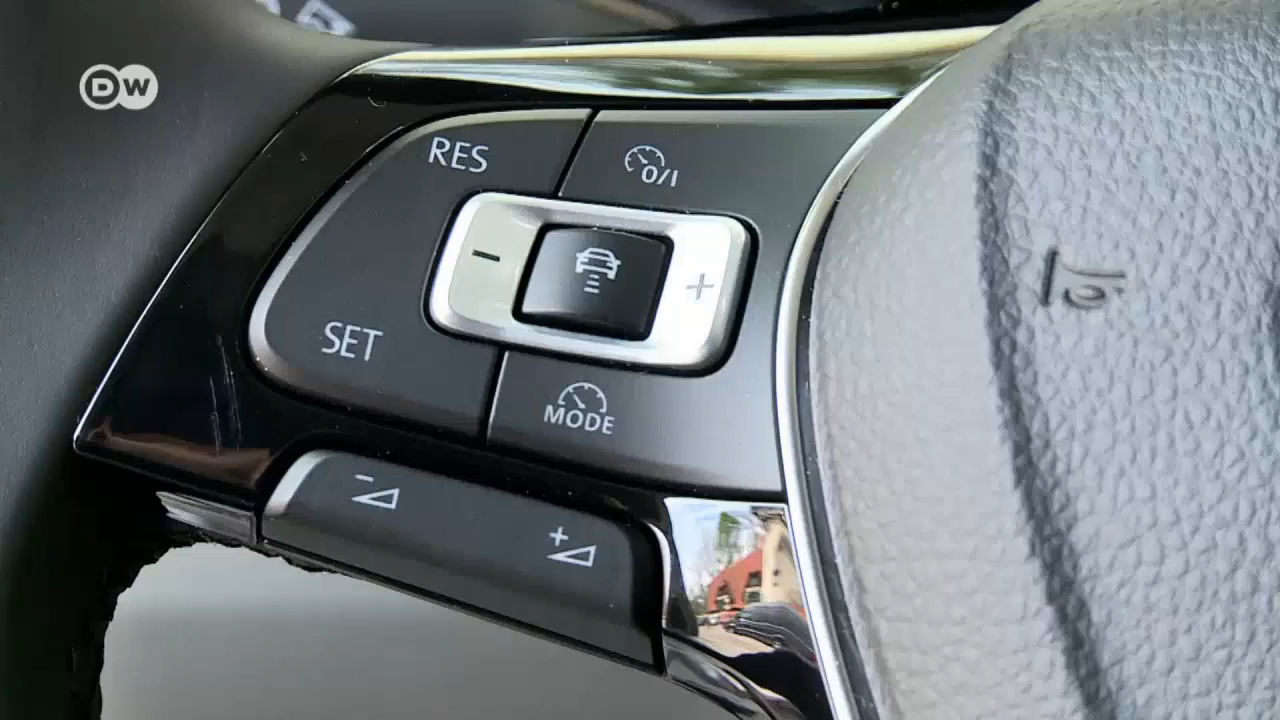 DW
RES
0/I
-
+
SET
MODE
-
+